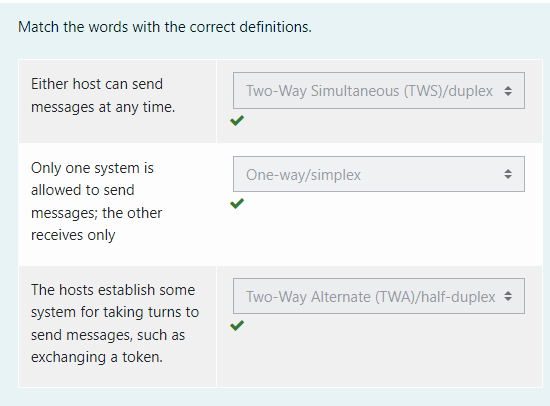 Match the words with the correct definitions.
Either host can send
messages at any time.
Two-Way Simultaneous (TWS)/duplex
Only one system is
allowed to send
messages; the other
receives only
One-way/simplex
The hosts establish some
system for taking turns to
send messages, such as
exchanging a token.
Two-Way Alternate (TWA)/half-duplex